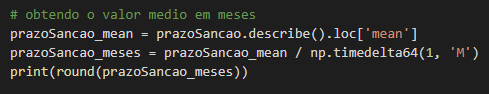 # obtendo o valor medio em meses
prazoSancao_mean = prazoSancao.describe().loc['mean']
prazoSancao_meses = prazoSancao_mean / np.timedelta64(1, 'M')
print(round(prazoSancao_meses))